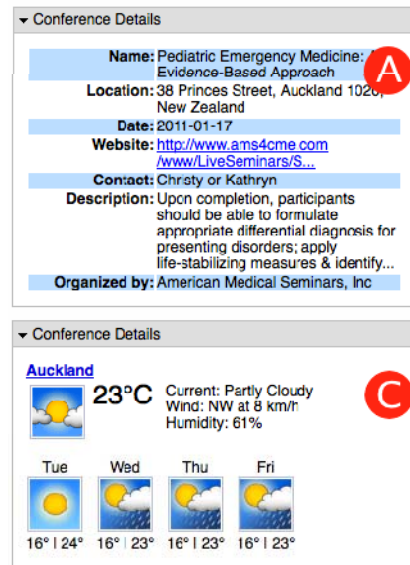 Conference Details
Name: Pediatric Emergency Medicine:
Evidence-Based Approach
A
Location: 38 Princes Street, Auckland 1020,
New Zealand
Date: 2011-01-17
Website: http://www.ams4cme.com
/www/LiveSeminars/S...
Contact: Christy or Kathryn
Description: Upon completion, participants
should be able to formulate
appropriate differential diagnosis for
presenting disorders; apply
life-stabilizing measures & identify...
Organized by: American Medical Seminars, Inc
Conference Details
Auckland
23°C
Current: Partly Cloudy
Wind: NW at 8 km/h
Humidity: 61%
C
Tue Wed Thu Fri
16° | 24° 16° | 23° 16° | 23° 16° | 23°